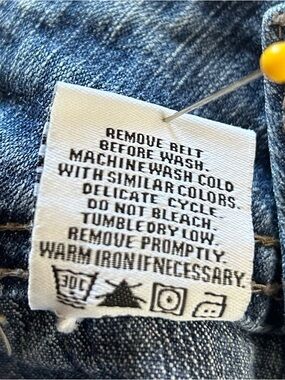 REMOVE BELT
BEFORE WASH.
MACHINE WASH COLD
WITH SIMILAR COLORS.
DELICATE CYCLE.
DO NOT BLEACH.
TUMBLE DRY LOW.
REMOVE PROMPTLY.
WARM IRON IF NECESSARY.
30C